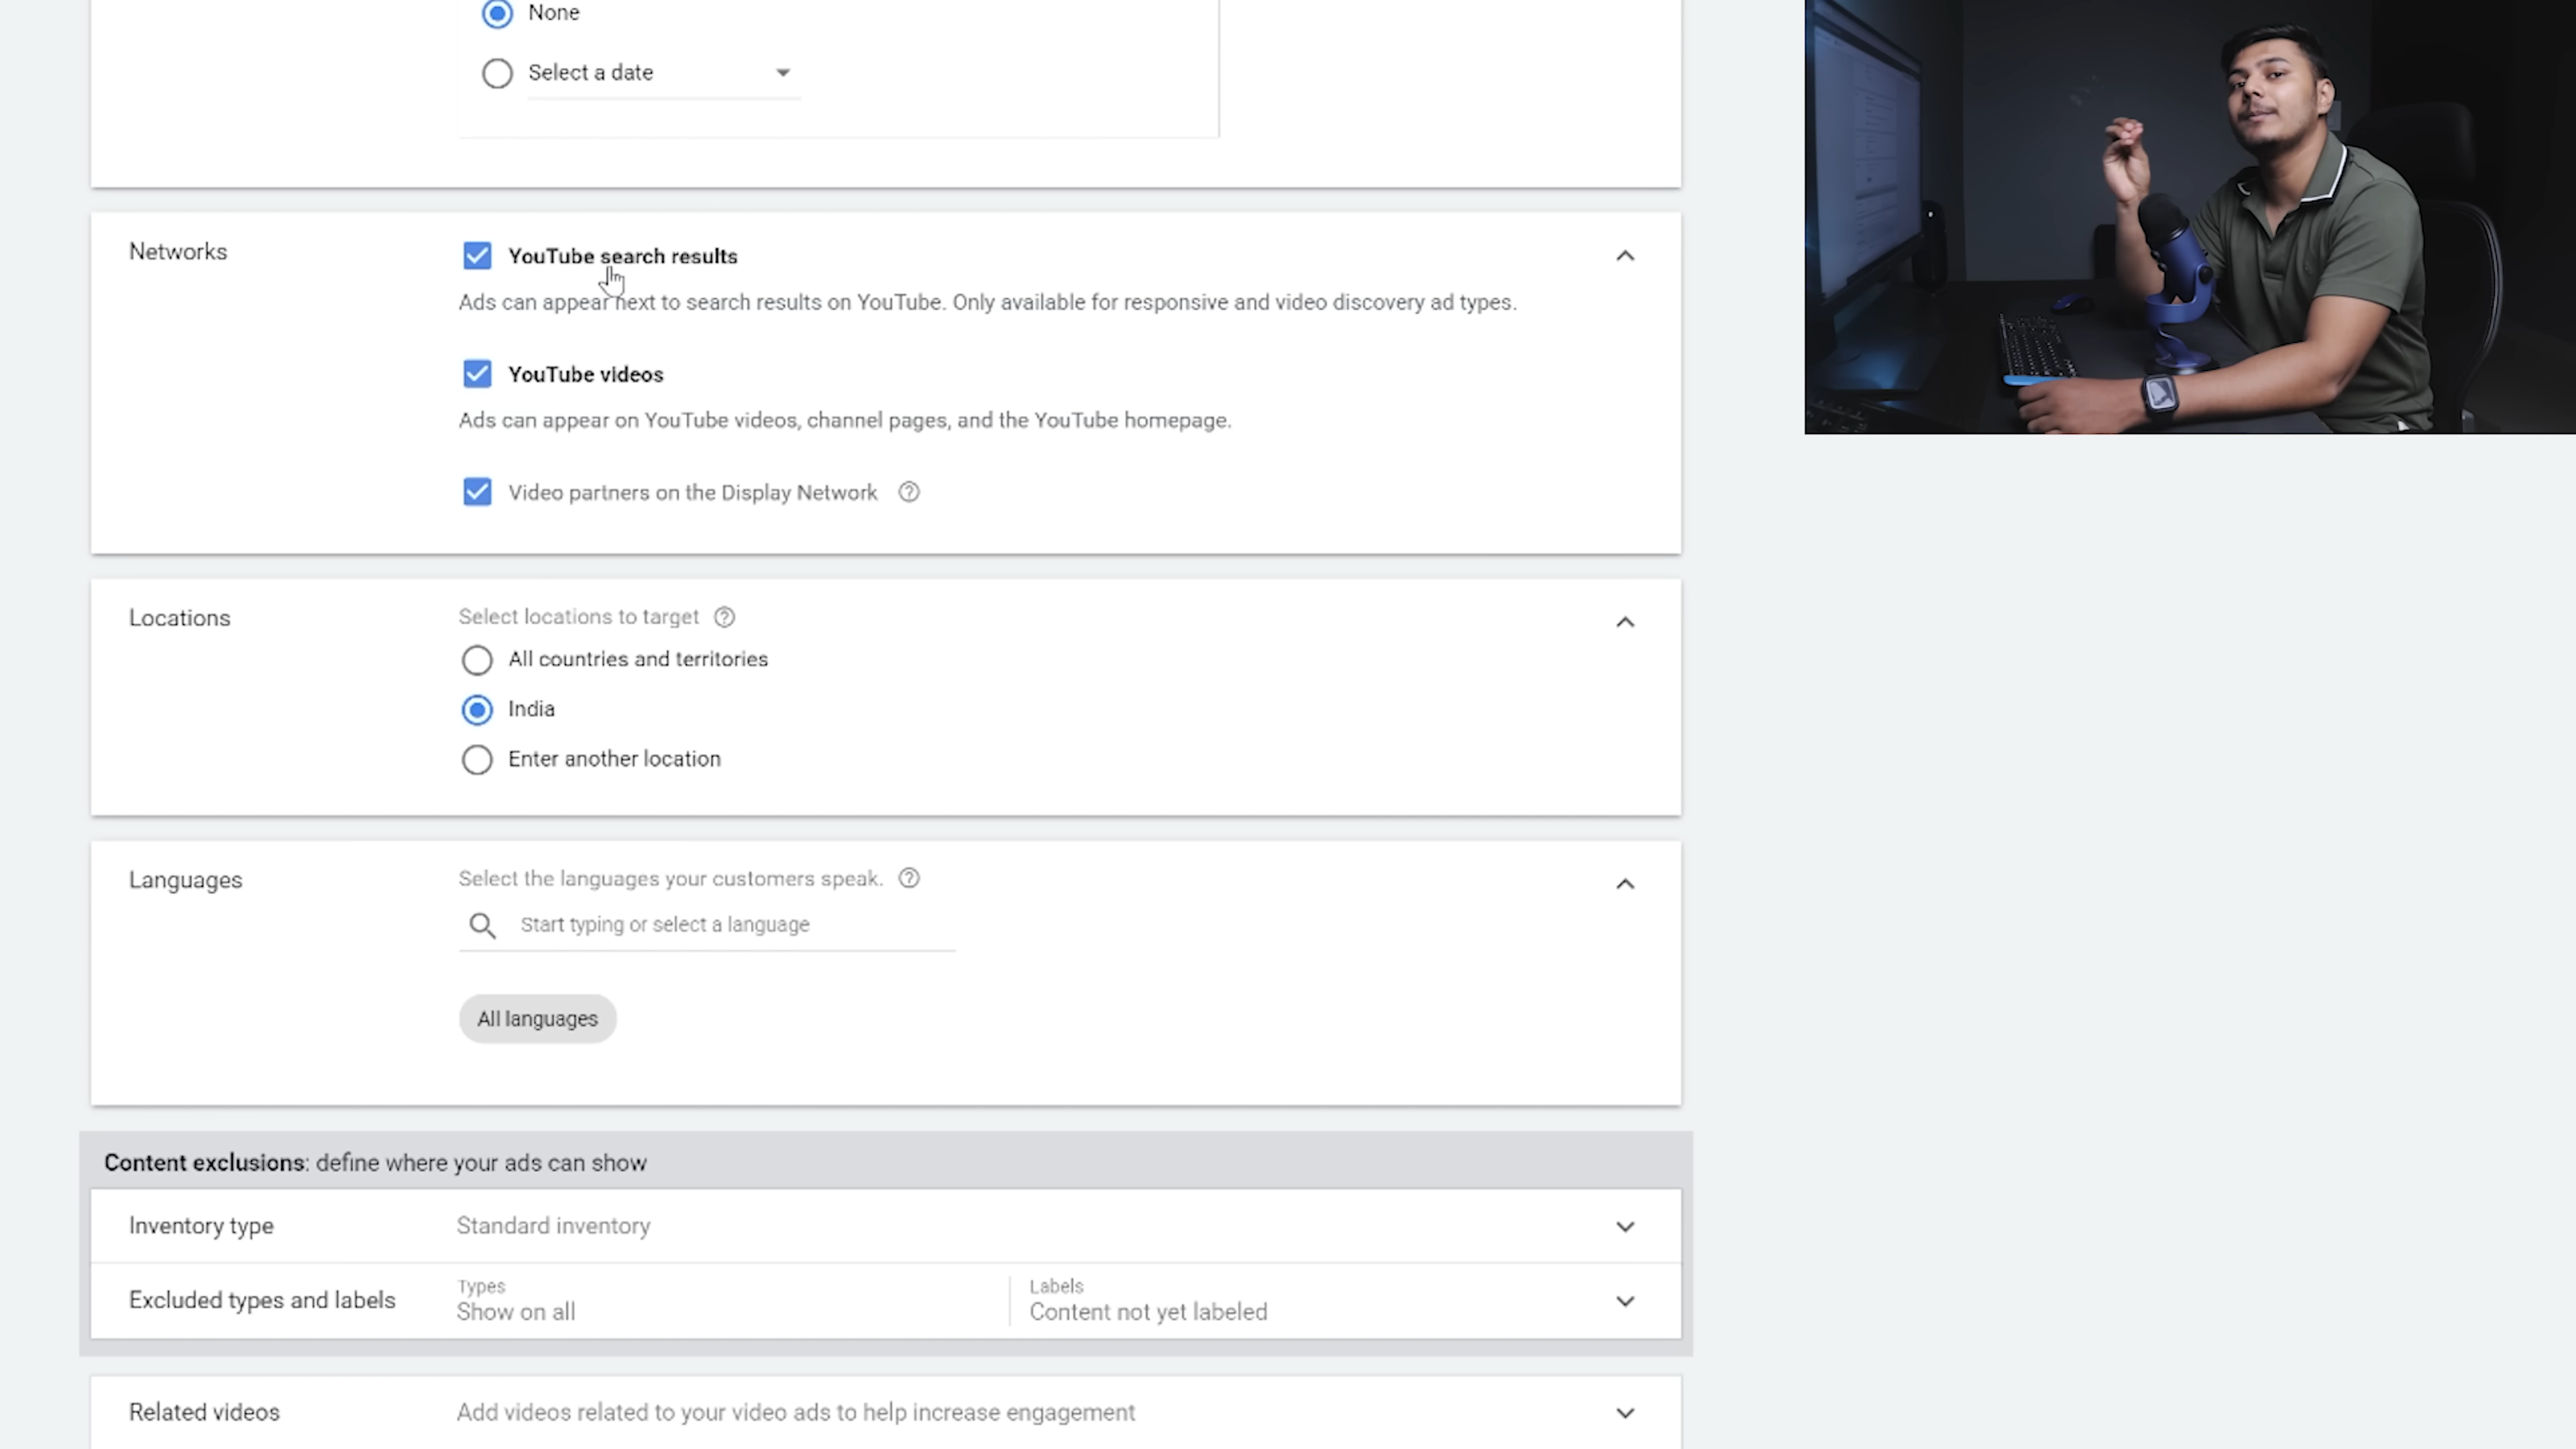 None
Select a date
Networks
YouTube search results
Ads can appear next to search results on YouTube. Only available for responsive and video discovery ad types.
YouTube videos
Ads can appear on YouTube videos, channel pages, and the YouTube homepage.
Video partners on the Display Network
Locations
Select locations to target
All countries and territories
India
Enter another location
Languages
Select the languages your customers speak.
Start typing or select a language
All languages
Content exclusions: define where your ads can show
Inventory type
Standard inventory
Excluded types and labels
Types
Show on all
Labels
Content not yet labeled
Related videos
Add videos related to your video ads to help increase engagement